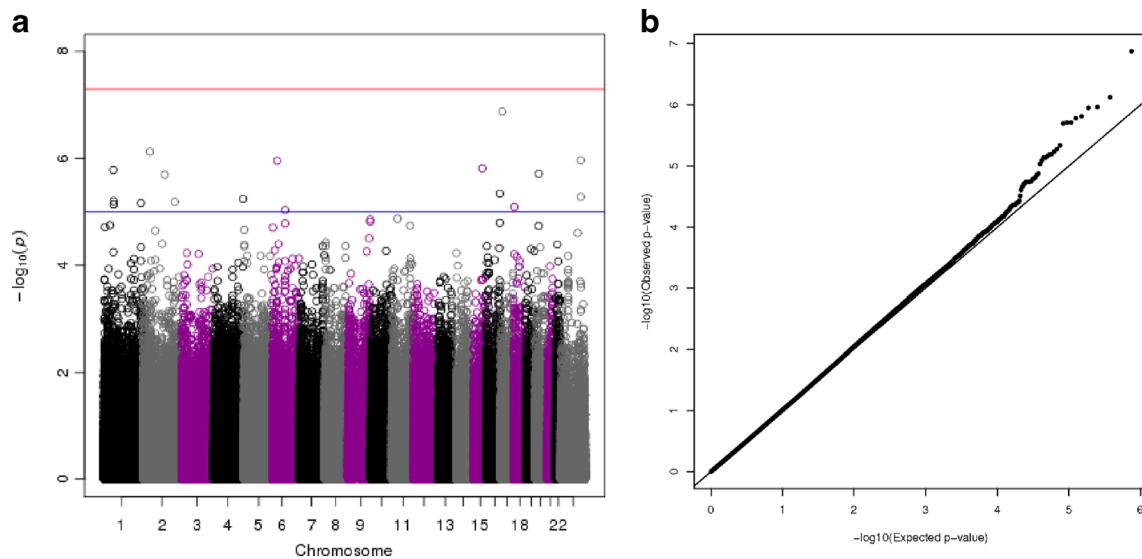 a
8
6
4
2
0
−log10(p)
1 2 3 4 5 6 7 8 9 11 13 15 18 22
Chromosome
b
7
6
5
4
3
2
1
0
−log10(Observed p-value)
0 1 2 3 4 5 6
−log10(Expected p-value)